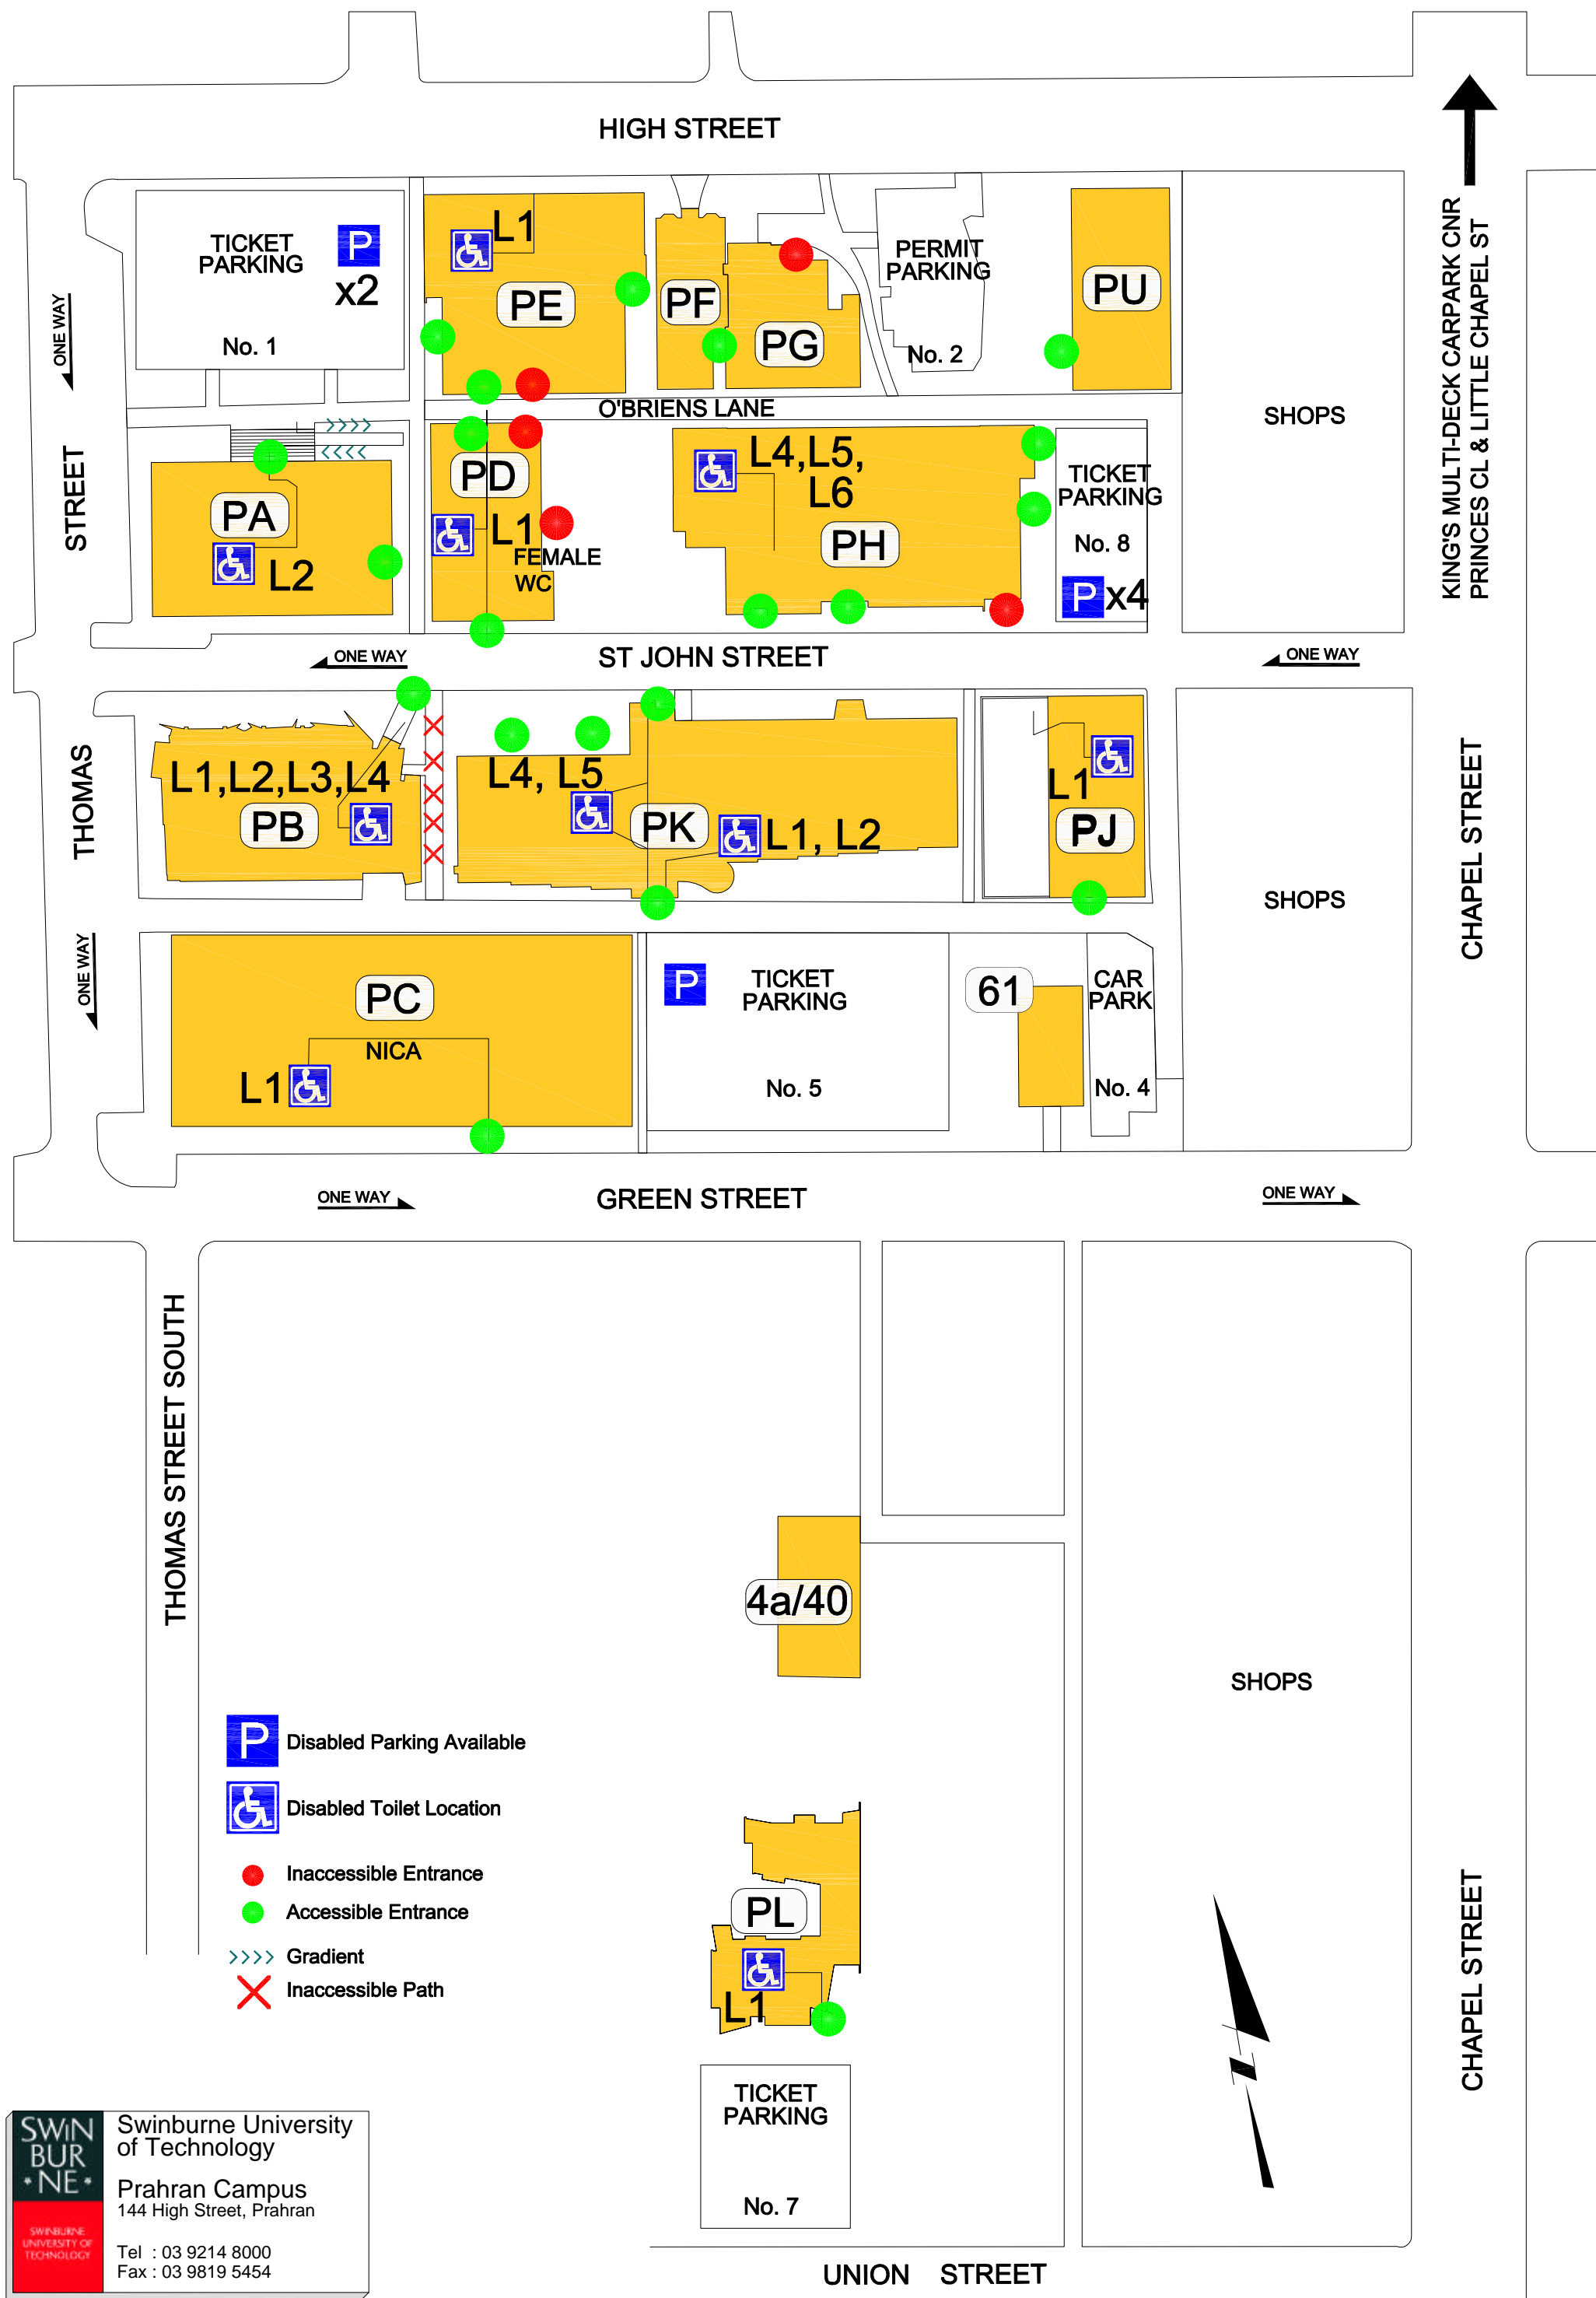 HIGH STREET
KING'S MULTI-DECK CARPARK CNR
PRINCES CL & LITTLE CHAPEL ST
TICKET
PARKING
P
x2
No. 1
L1
PE
PF
PG
PERMIT
PARKING
No. 2
PU
ONE WAY
O'BRIENS LANE
SHOPS
STREET
PA
L2
PD
L1
FEMALE
WC
L4,L5,
L6
PH
TICKET
PARKING
No. 8
P x4
ONE WAY
ST JOHN STREET
ONE WAY
THOMAS
L1,L2,L3,L4
PB
L4, L5
PK
L1, L2
L1
PJ
SHOPS
CHAPEL STREET
ONE WAY
PC
NICA
L1
P
TICKET
PARKING
No. 5
61
CAR
PARK
No. 4
ONE WAY
GREEN STREET
ONE WAY
THOMAS STREET SOUTH
4a/40
SHOPS
P Disabled Parking Available
Disabled Toilet Location
Inaccessible Entrance
Accessible Entrance
>>>> Gradient
Inaccessible Path
PL
L1
CHAPEL STREET
TICKET
PARKING
No. 7
SWIN
BUR
* NE *
SWINBURNE
UNIVERSITY OF
TECHNOLOGY
Swinburne University
of Technology
Prahran Campus
144 High Street, Prahran
Tel : 03 9214 8000
Fax : 03 9819 5454
UNION STREET